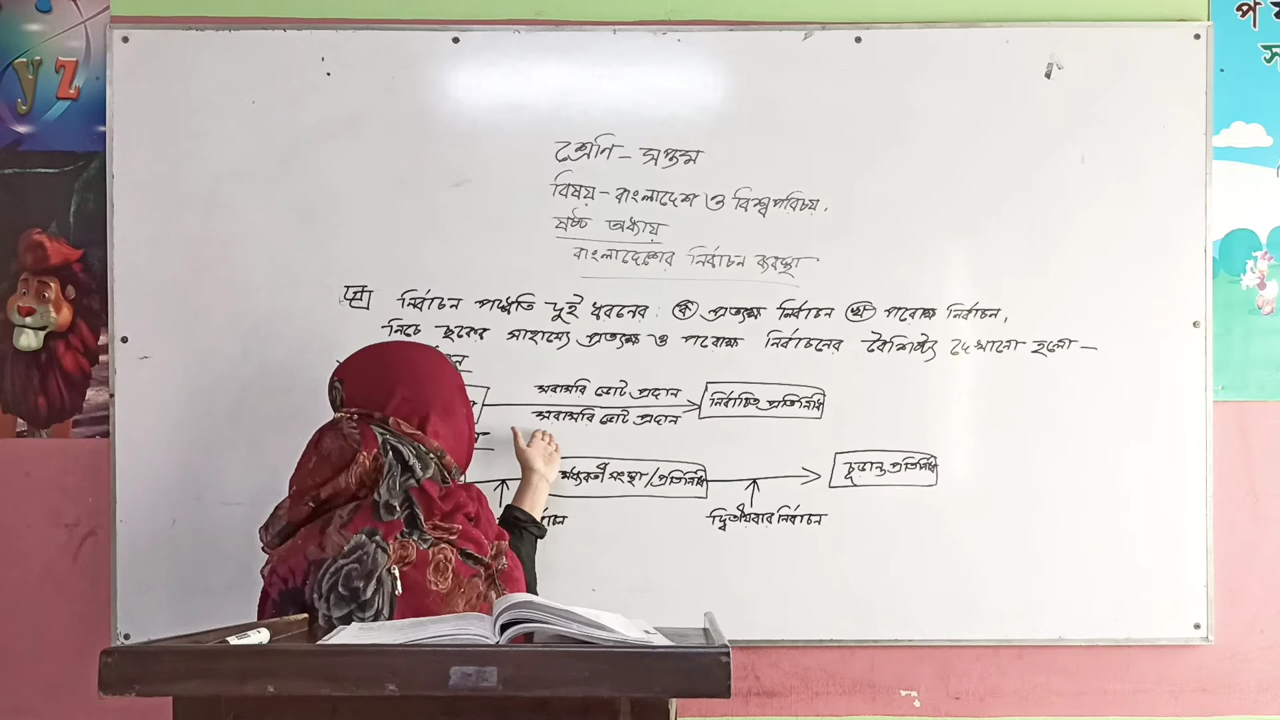 y z
প
স
শ্রেণি - সপ্তম
বিষয় - বাংলাদেশ ও বিশ্বপরিচয়.
ষষ্ঠ অধ্যায়
বাংলাদেশের নির্বাচন ব্যবস্থা
নির্বাচন পদ্ধতি দুই ধরনের: (ক) প্রত্যক্ষ নির্বাচন (খ) পরোক্ষ নির্বাচন,
নিচে ছকের সাহায্যে প্রত্যক্ষ ও পরোক্ষ নির্বাচনের বৈশিষ্ট্য দেখানো হলো —
সরাসরি ভোট প্রদান
সরাসরি ভোট প্রদান
নির্বাচিত প্রতিনিধি
মধ্যবর্তী সংস্থা / প্রতিনিধি
চূড়ান্ত প্রতিনিধি
দ্বিতীয়বার নির্বাচন